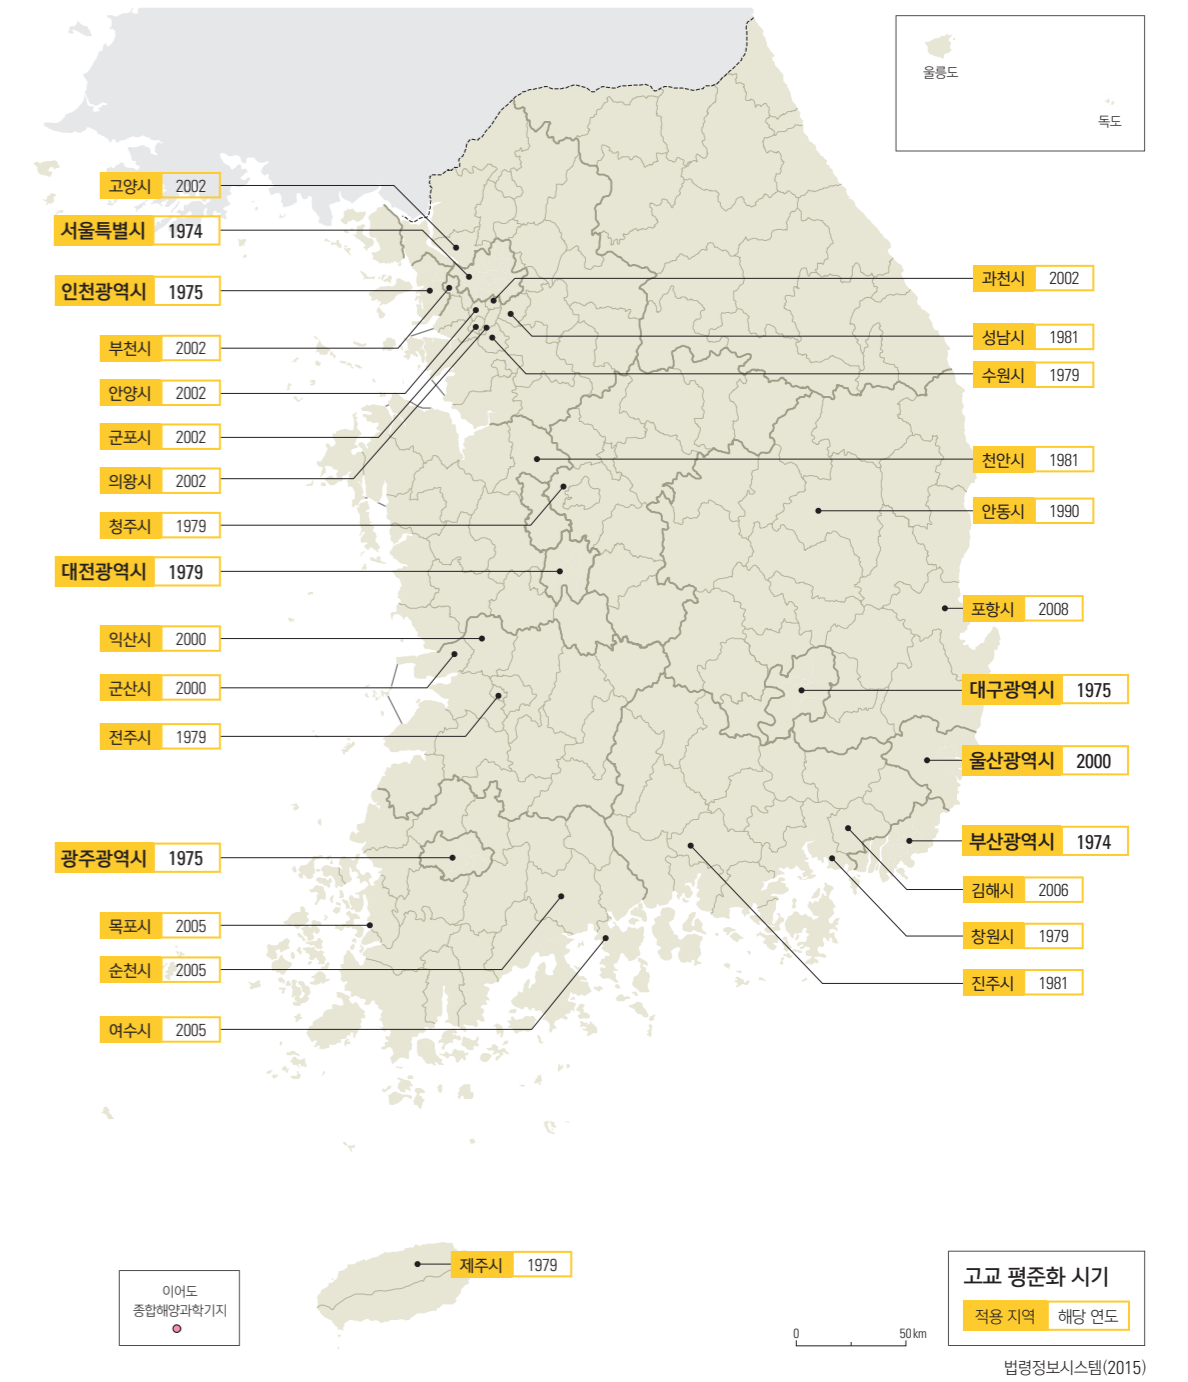 울릉도
독도
고양시 2002
서울특별시 1974
인천광역시 1975
부천시 2002
안양시 2002
군포시 2002
의왕시 2002
청주시 1979
대전광역시 1979
익산시 2000
군산시 2000
전주시 1979
광주광역시 1975
목포시 2005
순천시 2005
여수시 2005
과천시 2002
성남시 1981
수원시 1979
천안시 1981
안동시 1990
포항시 2008
대구광역시 1975
울산광역시 2000
부산광역시 1974
김해시 2006
창원시 1979
진주시 1981
제주시 1979
이어도
종합해양과학기지
0 50 km
고교 평준화 시기
적용 지역 해당 연도
법령정보시스템(2015)